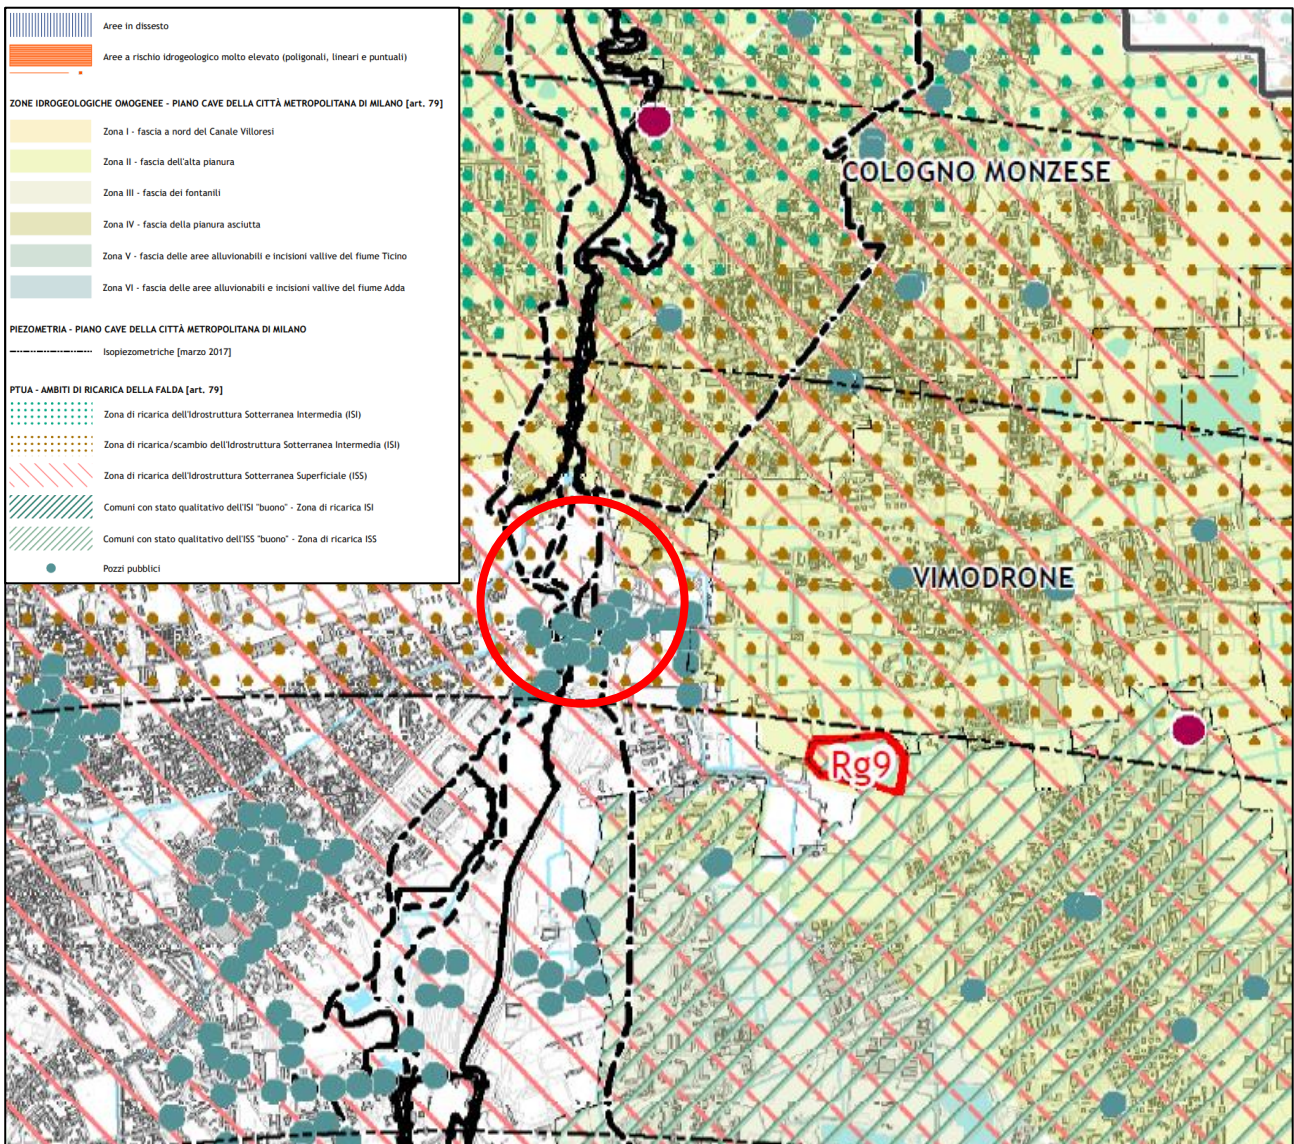 Aree in dissesto
Aree a rischio idrogeologico molto elevato (poligonali, lineari e puntuali)
ZONE IDROGEOLOGICHE OMOGENEE - PIANO CAVE DELLA CITTÀ METROPOLITANA DI MILANO [art. 79]
Zona I - fascia a nord del Canale Villoresi
Zona II - fascia dell'alta pianura
Zona III - fascia dei fontanili
Zona IV - fascia della pianura asciutta
Zona V - fascia delle aree alluvionabili e incisioni vallive del fiume Ticino
Zona VI - fascia delle aree alluvionabili e incisioni vallive del fiume Adda
PIEZOMETRIA - PIANO CAVE DELLA CITTÀ METROPOLITANA DI MILANO
Isopiezometriche [marzo 2017]
PTUA - AMBITI DI RICARICA DELLA FALDA [art. 79]
Zona di ricarica dell'Idrostruttura Sotterranea Intermedia (ISI)
Zona di ricarica/scambio dell'Idrostruttura Sotterranea Intermedia (ISI)
Zona di ricarica dell'Idrostruttura Sotterranea Superficiale (ISS)
Comuni con stato qualitativo dell'ISI "buono" - Zona di ricarica ISI
Comuni con stato qualitativo dell'ISS "buono" - Zona di ricarica ISS
Pozzi pubblici
COLOGNO MONZESE
VIMODRONE
Rg9